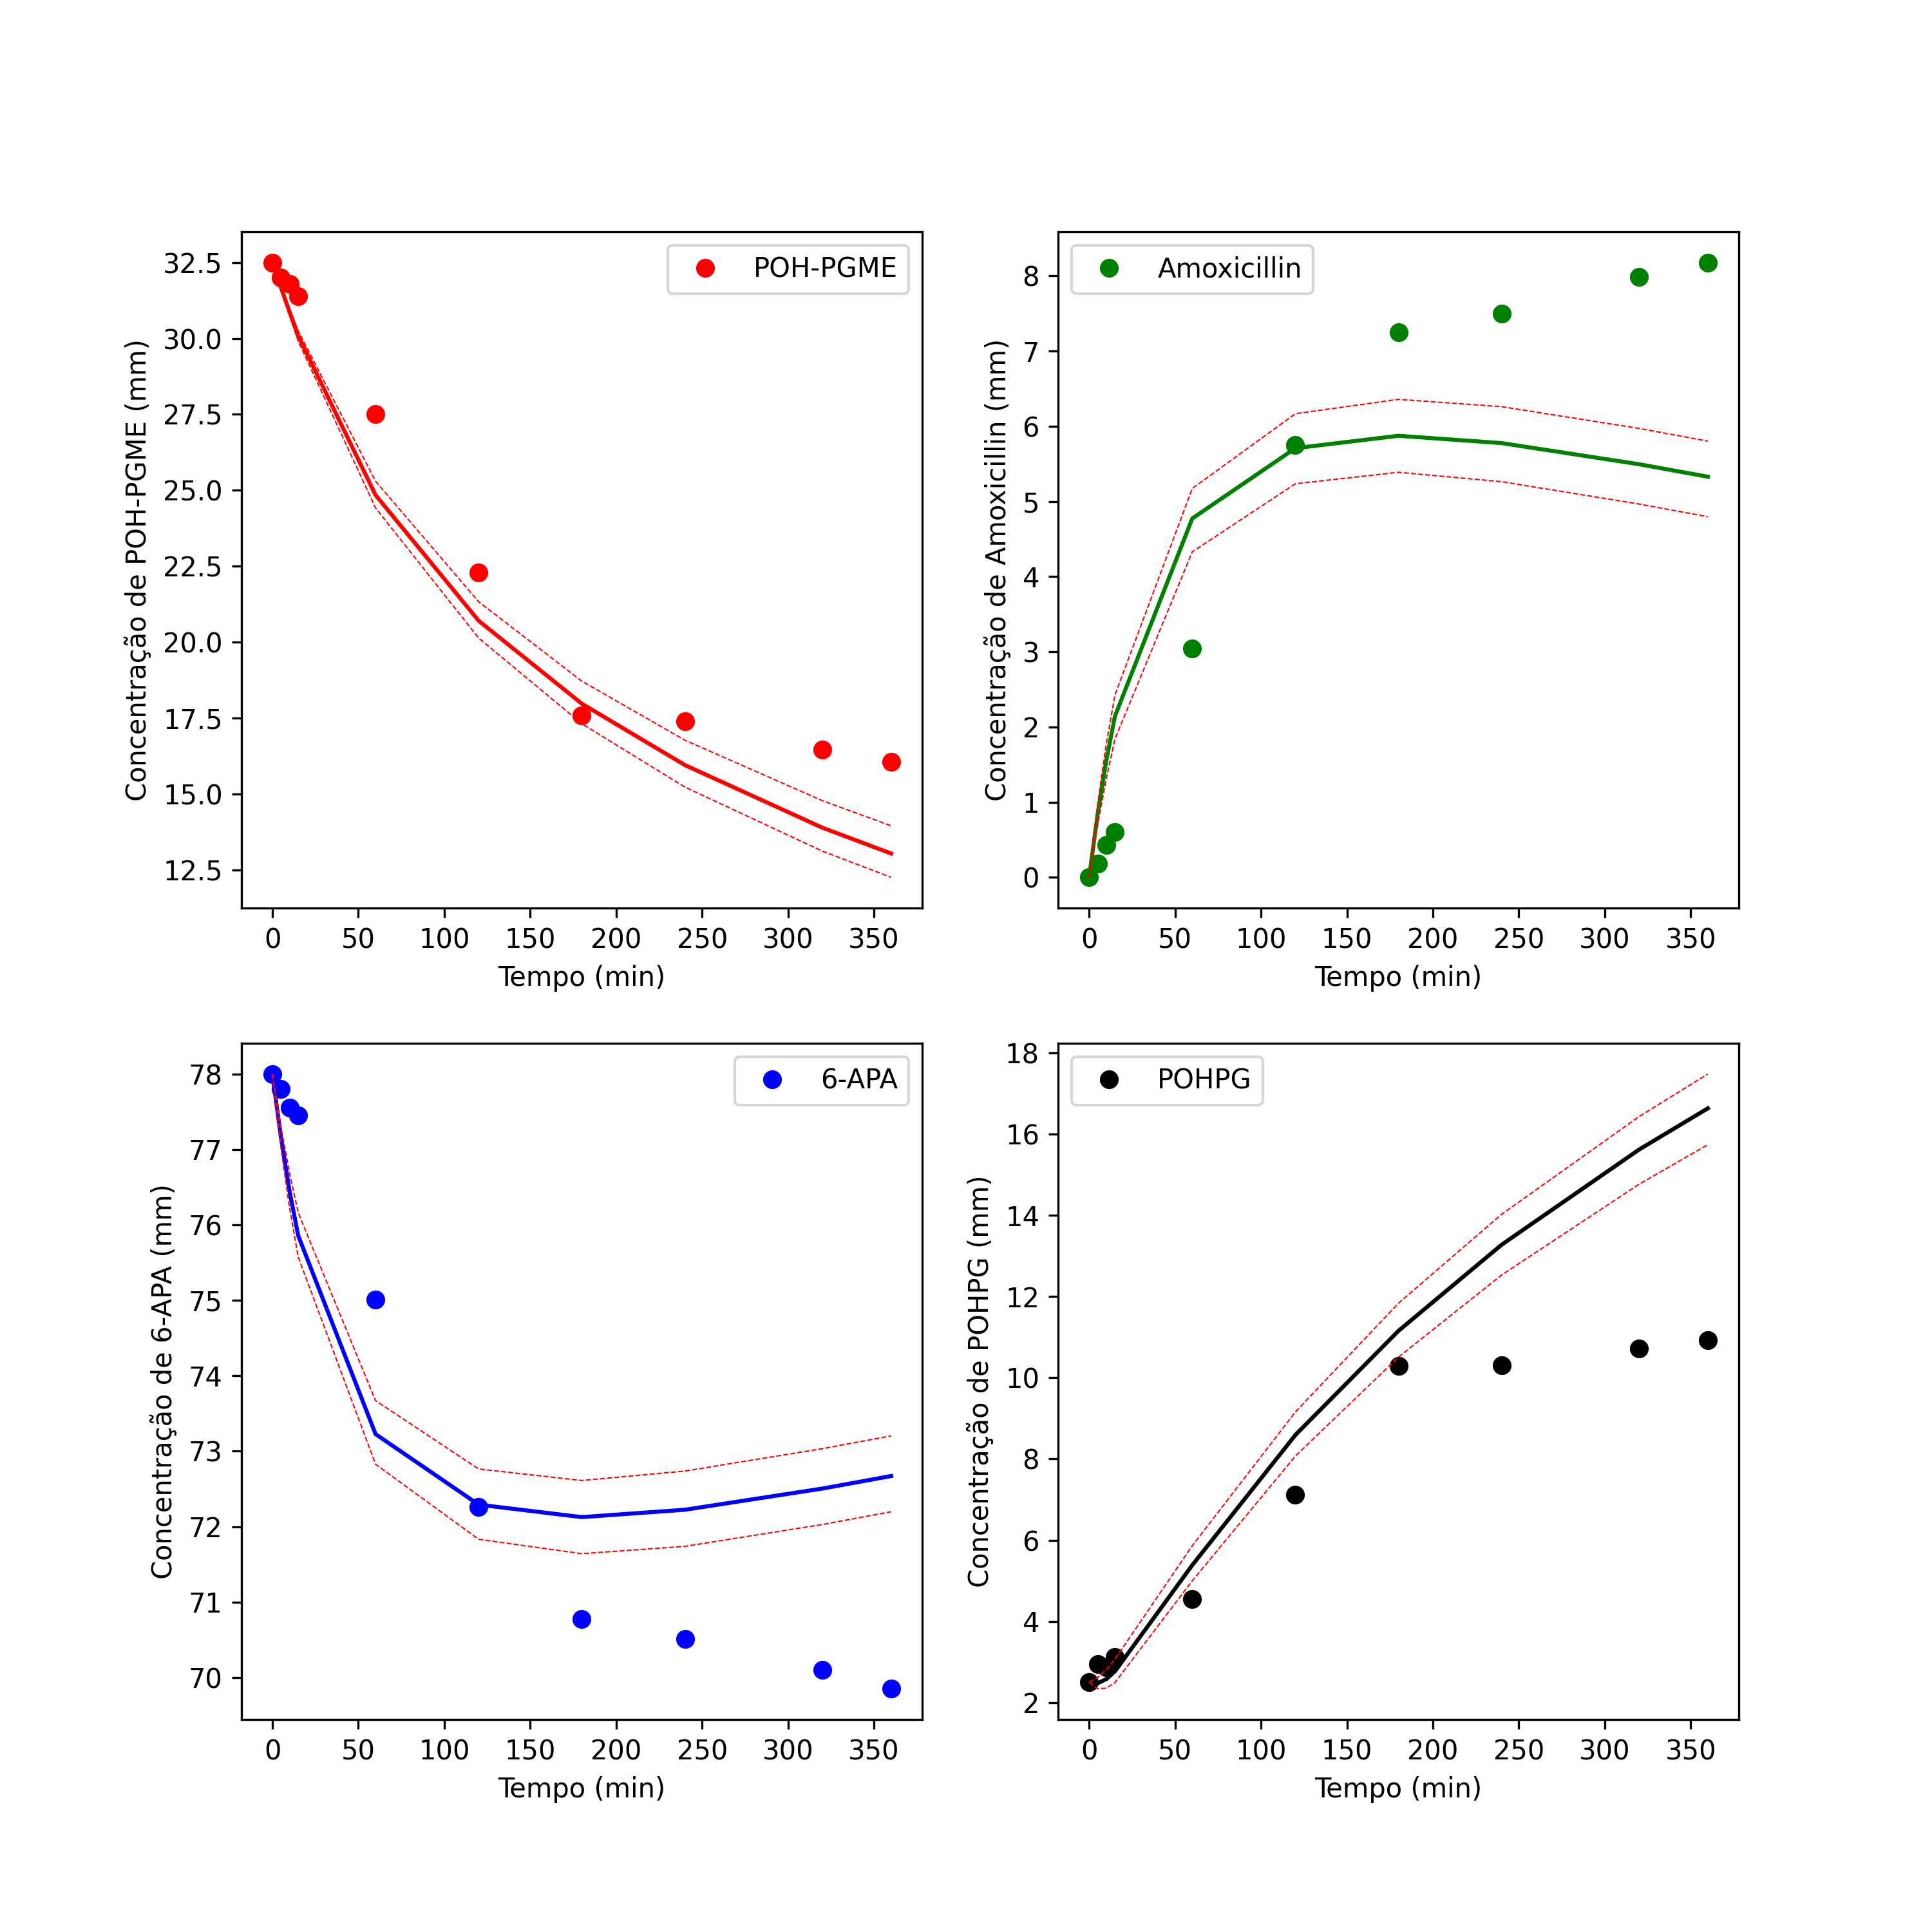 POH-PGME
Concentração de POH-PGME (mm)
32.5
30.0
27.5
25.0
22.5
20.0
17.5
15.0
12.5
0 50 100 150 200 250 300 350
Tempo (min)
Amoxicillin
Concentração de Amoxicillin (mm)
8
7
6
5
4
3
2
1
0
0 50 100 150 200 250 300 350
Tempo (min)
6-APA
Concentração de 6-APA (mm)
78
77
76
75
74
73
72
71
70
0 50 100 150 200 250 300 350
Tempo (min)
POHPG
Concentração de POHPG (mm)
18
16
14
12
10
8
6
4
2
0 50 100 150 200 250 300 350
Tempo (min)